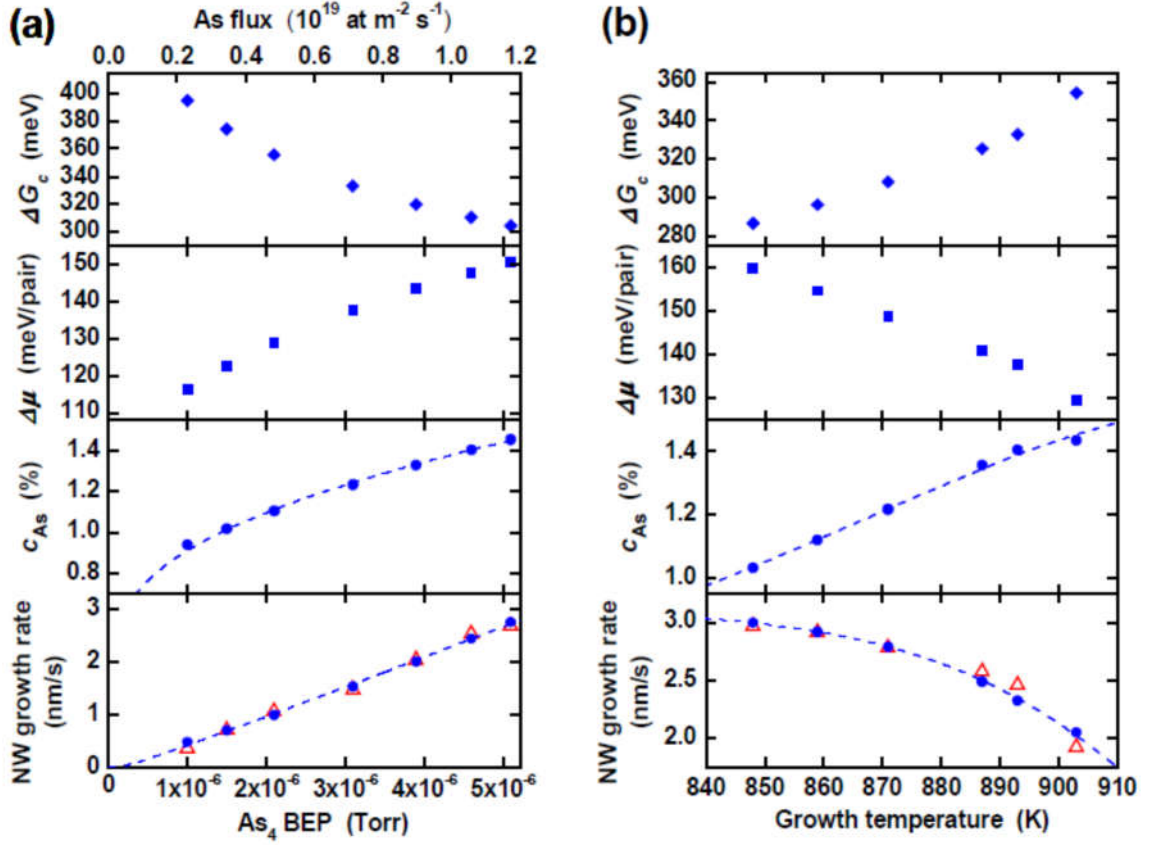 (a)
As flux (10¹⁹ at m⁻² s⁻¹)
0.0 0.2 0.4 0.6 0.8 1.0 1.2
400
380
360
340
320
300
ΔG_c (meV)
150
140
130
120
110
Δμ (meV/pair)
1.4
1.2
1.0
0.8
c_As (%)
3
2
1
0
NW growth rate
(nm/s)
0 1x10⁻⁶ 2x10⁻⁶ 3x10⁻⁶ 4x10⁻⁶ 5x10⁻⁶
As₄ BEP (Torr)
(b)
360
340
320
300
280
ΔG_c (meV)
160
150
140
130
Δμ (meV/pair)
1.4
1.2
1.0
c_As (%)
3.0
2.5
2.0
NW growth rate
(nm/s)
840 850 860 870 880 890 900 910
Growth temperature (K)